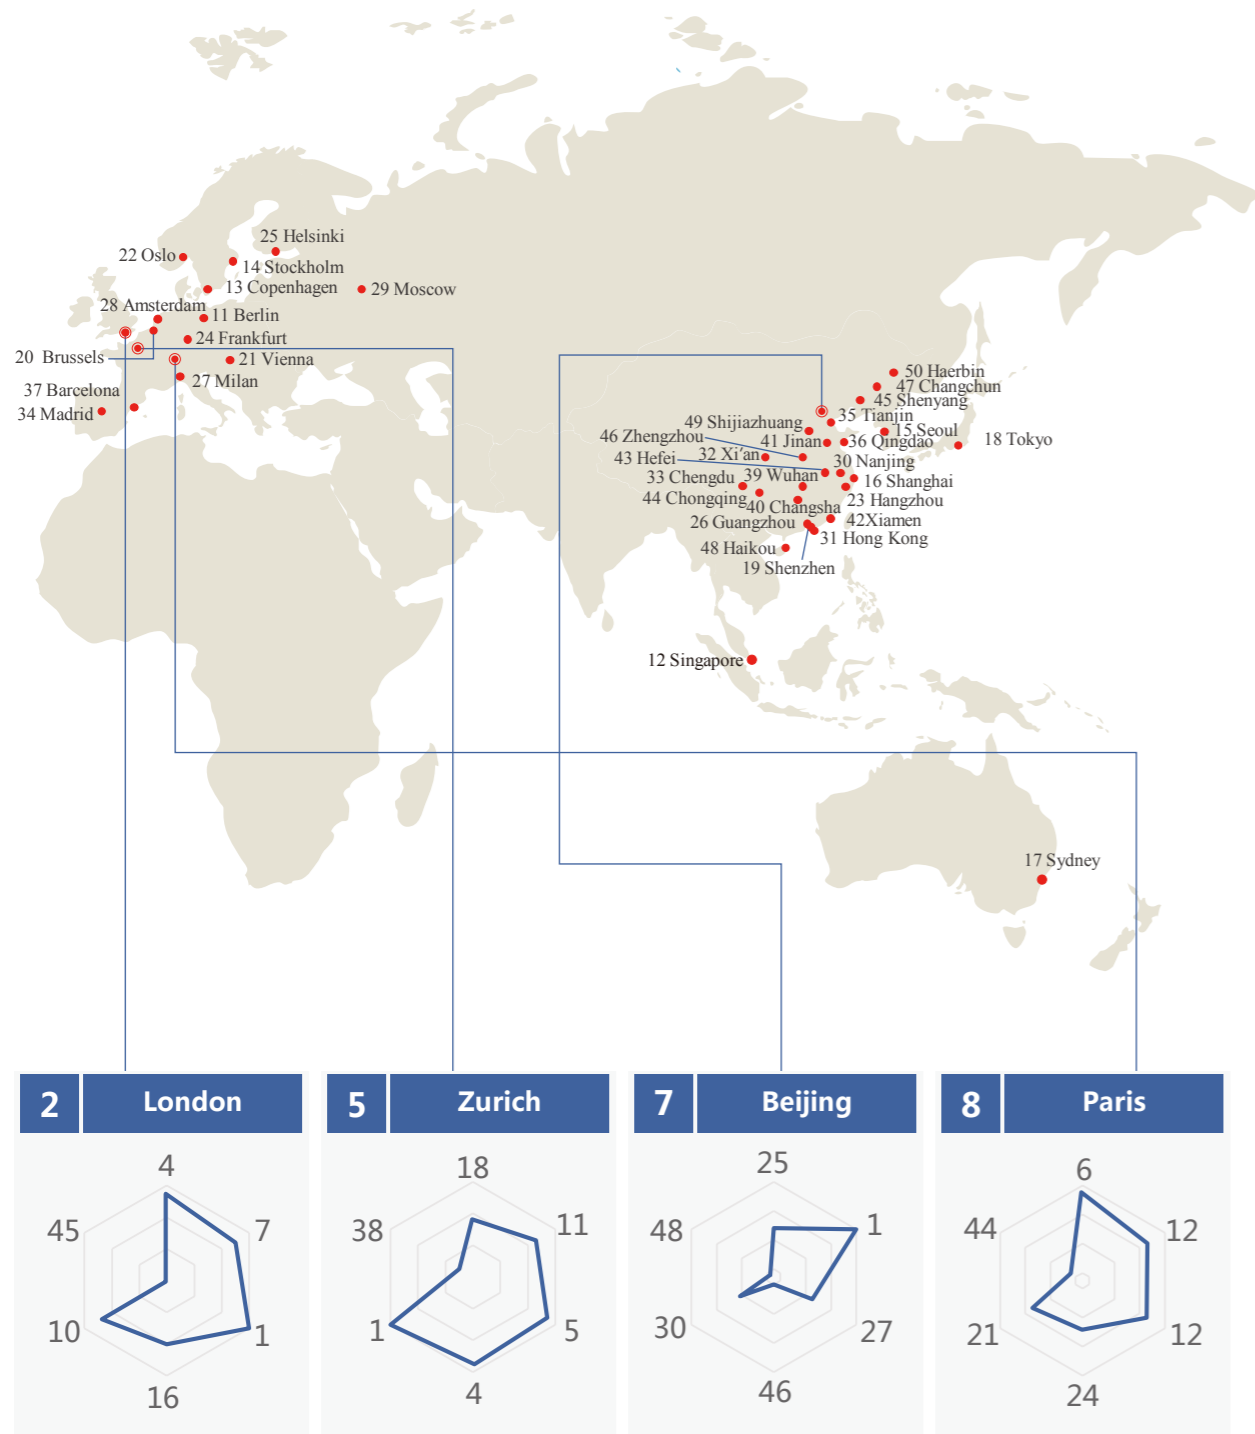 25 Helsinki
22 Oslo
14 Stockholm
13 Copenhagen
29 Moscow
28 Amsterdam
11 Berlin
24 Frankfurt
20 Brussels
21 Vienna
27 Milan
37 Barcelona
34 Madrid
50 Haerbin
47 Changchun
45 Shenyang
35 Tianjin
49 Shijiazhuang
15 Seoul
18 Tokyo
46 Zhengzhou
41 Jinan
36 Qingdao
32 Xi'an
43 Hefei
30 Nanjing
33 Chengdu
39 Wuhan
16 Shanghai
44 Chongqing
40 Changsha
23 Hangzhou
26 Guangzhou
42Xiamen
31 Hong Kong
48 Haikou
19 Shenzhen
12 Singapore
17 Sydney
2 London
4
45
7
10
1
16
5 Zurich
18
38
11
1
5
4
7 Beijing
25
48
1
30
27
46
8 Paris
6
44
12
21
12
24